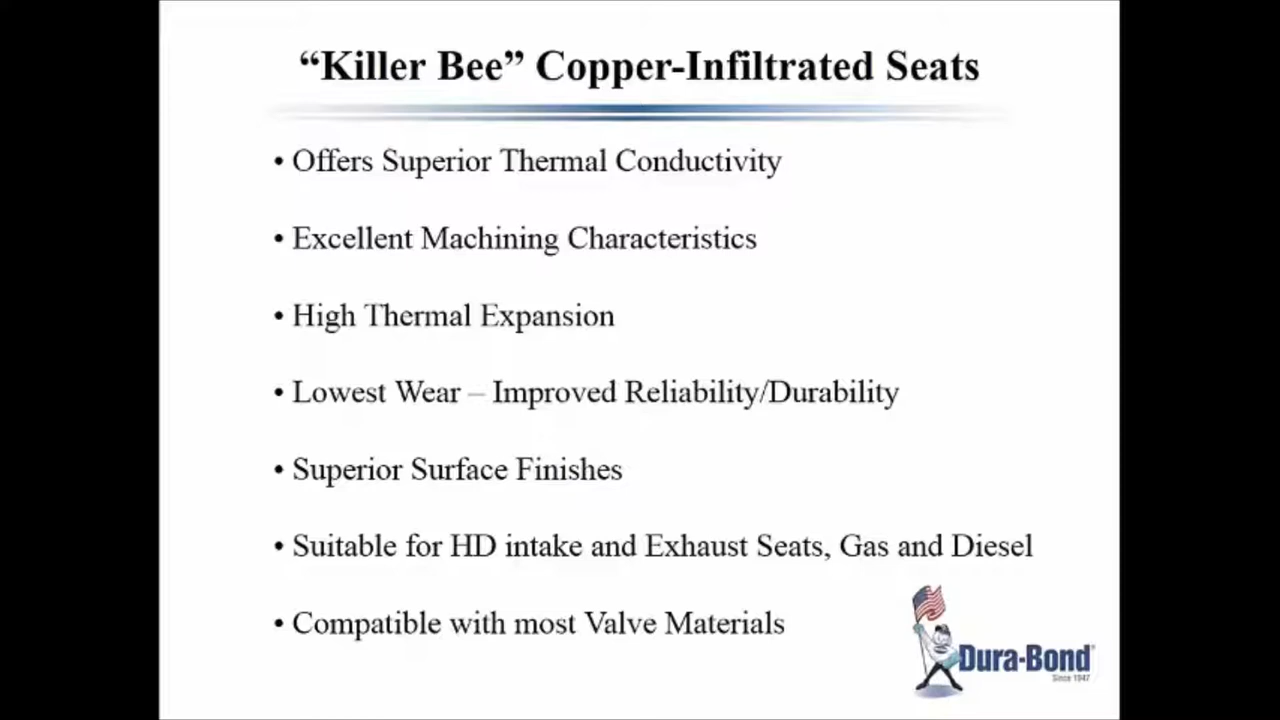 “Killer Bee” Copper-Infiltrated Seats
• Offers Superior Thermal Conductivity
• Excellent Machining Characteristics
• High Thermal Expansion
• Lowest Wear – Improved Reliability/Durability
• Superior Surface Finishes
• Suitable for HD intake and Exhaust Seats, Gas and Diesel
• Compatible with most Valve Materials
Dura-Bond®
Since 1947